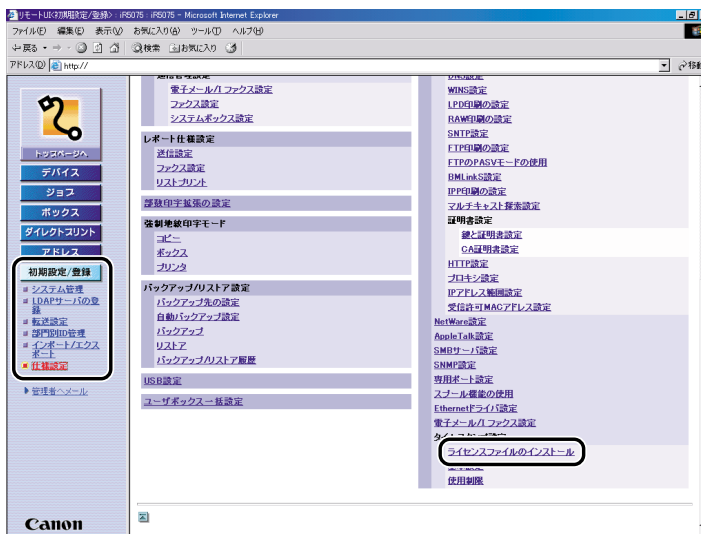 リモートUI<初期設定/登録> : iR5075 : iR5075 - Microsoft Internet Explorer
ファイル(F) 編集(E) 表示(V) お気に入り(A) ツール(T) ヘルプ(H)
戻る 検索 お気に入り
アドレス(D) http:// 移動
トップページへ
デバイス
ジョブ
ボックス
ダイレクトプリント
アドレス
初期設定/登録
システム管理
LDAPサーバの登
録
転送設定
部門別ID管理
インポート/エクス
ポート
仕様設定
管理者へメール
Canon
電子メール/I ファクス設定
ファクス設定
システムボックス設定
レポート仕様設定
送信設定
ファクス設定
リストプリント
部数印字拡張の設定
強制地紋印字モード
コピー
ボックス
プリンタ
バックアップ/リストア設定
バックアップ先の設定
自動バックアップ設定
バックアップ
リストア
バックアップ/リストア履歴
USB設定
ユーザボックス一括設定
DNS設定
WINS設定
LPD印刷の設定
RAW印刷の設定
SNTP設定
FTP印刷の設定
FTPのPASVモードの使用
BMLinkS設定
IPP印刷の設定
マルチキャスト探索設定
証明書設定
鍵と証明書設定
CA証明書設定
HTTP設定
プロキシ設定
IPアドレス範囲設定
受信許可MACアドレス設定
NetWare設定
AppleTalk設定
SMBサーバ設定
SNMP設定
専用ポート設定
スプール機能の使用
Ethernetドライバ設定
電子メール/I ファクス設定
タイムスタンプ設定
ライセンスファイルのインストール
使用制限